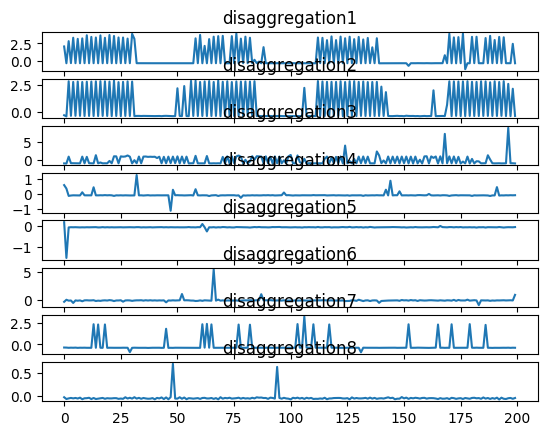 disaggregation1
2.5
0.0
disaggregation2
2.5
0.0
disaggregation3
5
0
disaggregation4
1
0
−1
disaggregation5
0
−1
disaggregation6
5
0
disaggregation7
2.5
0.0
disaggregation8
0.5
0.0
0 25 50 75 100 125 150 175 200